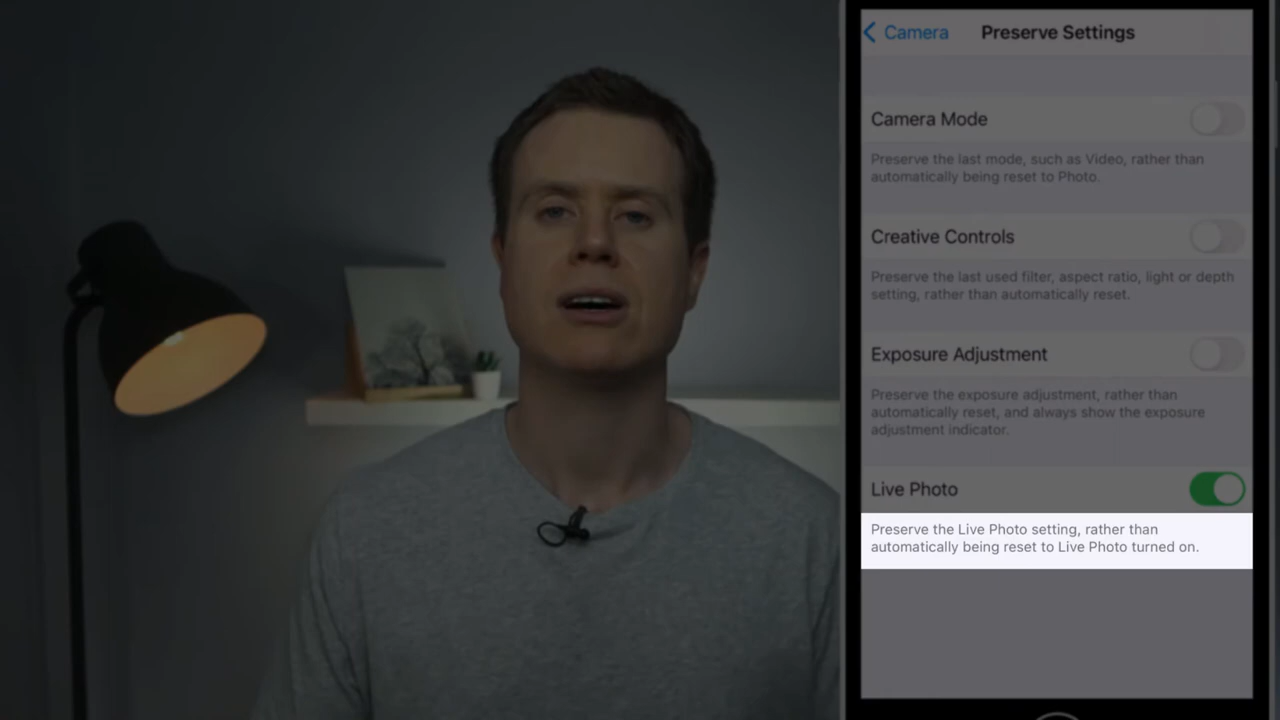 Camera
Preserve Settings
Camera Mode
Preserve the last mode, such as Video, rather than
automatically being reset to Photo.
Creative Controls
Preserve the last used filter, aspect ratio, light or depth
setting, rather than automatically reset.
Exposure Adjustment
Preserve the exposure adjustment, rather than
automatically reset, and always show the exposure
adjustment indicator.
Live Photo
Preserve the Live Photo setting, rather than
automatically being reset to Live Photo turned on.